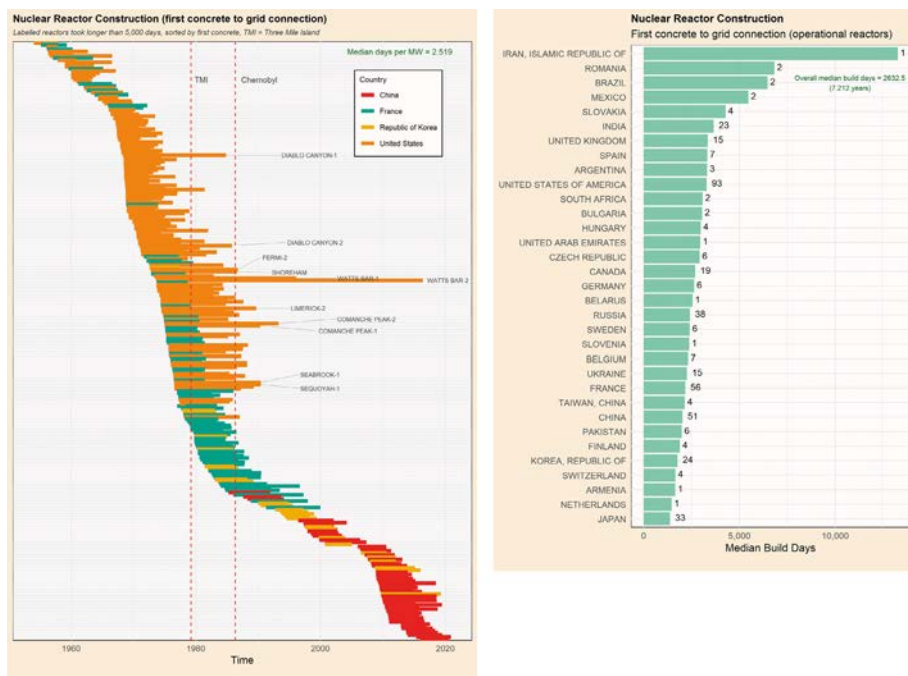 Nuclear Reactor Construction (first concrete to grid connection)
Labelled reactors took longer than 5,000 days, sorted by first concrete, TMI = Three Mile Island
Median days per MW = 2.519
TMI
Chernobyl
Country
China
France
Republic of Korea
United States
DIABLO CANYON-1
DIABLO CANYON-2
FERMI-2
SHOREHAM
WATTS BAR-1
WATTS BAR-2
LIMERICK-2
COMANCHE PEAK-2
COMANCHE PEAK-1
SEABROOK-1
SEQUOYAH-1
1960
1980
2000
2020
Time
Nuclear Reactor Construction
First concrete to grid connection (operational reactors)
Overall median build days = 2632.5
(7.212 years)
IRAN, ISLAMIC REPUBLIC OF 1
ROMANIA 2
BRAZIL 2
MEXICO 2
SLOVAKIA 4
INDIA 23
UNITED KINGDOM 15
SPAIN 7
ARGENTINA 3
UNITED STATES OF AMERICA 93
SOUTH AFRICA 2
BULGARIA 2
HUNGARY 4
UNITED ARAB EMIRATES 1
CZECH REPUBLIC 6
CANADA 19
GERMANY 6
BELARUS 1
RUSSIA 38
SWEDEN 6
SLOVENIA 1
BELGIUM 7
UKRAINE 15
FRANCE 56
TAIWAN, CHINA 4
CHINA 51
PAKISTAN 6
FINLAND 4
KOREA, REPUBLIC OF 24
SWITZERLAND 4
ARMENIA 1
NETHERLANDS 1
JAPAN 33
0
5,000
10,000
Median Build Days